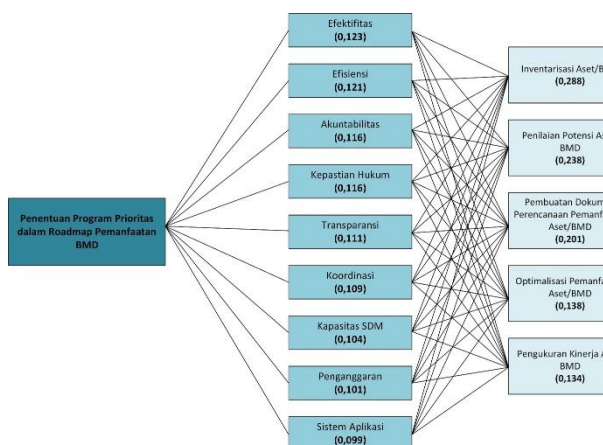 Penentuan Program Prioritas
dalam Roadmap Pemanfaatan
BMD
Efektifitas
(0,123)
Efisiensi
(0,121)
Akuntabilitas
(0,116)
Kepastian Hukum
(0,116)
Transparansi
(0,111)
Koordinasi
(0,109)
Kapasitas SDM
(0,104)
Penganggaran
(0,101)
Sistem Aplikasi
(0,099)
Inventarisasi Aset/B
(0,288)
Penilaian Potensi As
BMD
(0,238)
Pembuatan Dokum
Perencanaan Pemanf
Aset/BMD
(0,201)
Optimalisasi Pemanfa
Aset/BMD
(0,138)
Pengukuran Kinerja A
BMD
(0,134)